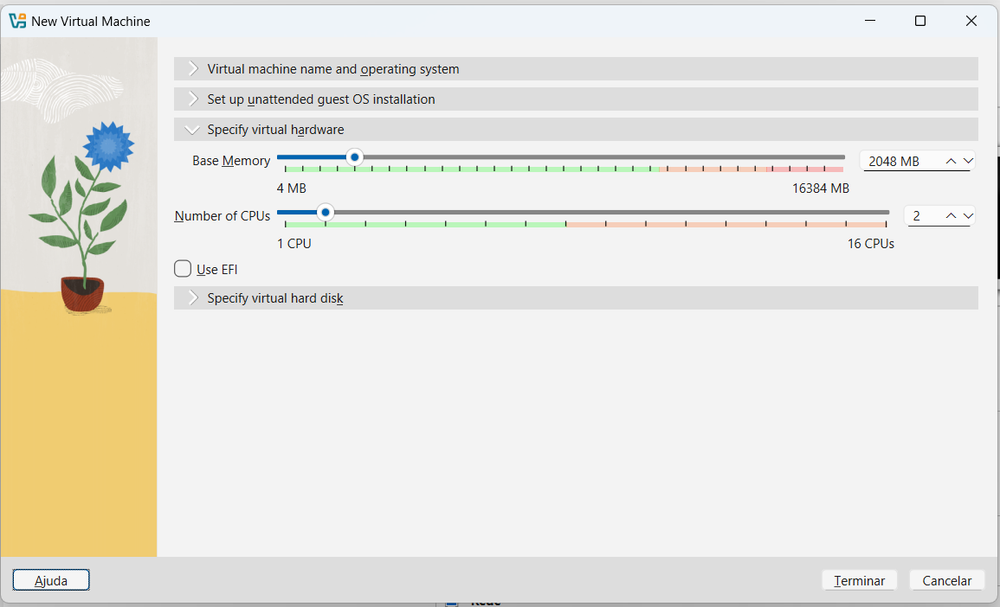 New Virtual Machine
Virtual machine name and operating system
Set up unattended guest OS installation
Specify virtual hardware
Base Memory
2048 MB
4 MB
16384 MB
Number of CPUs
2
1 CPU
16 CPUs
Use EFI
Specify virtual hard disk
Ajuda
Terminar
Cancelar